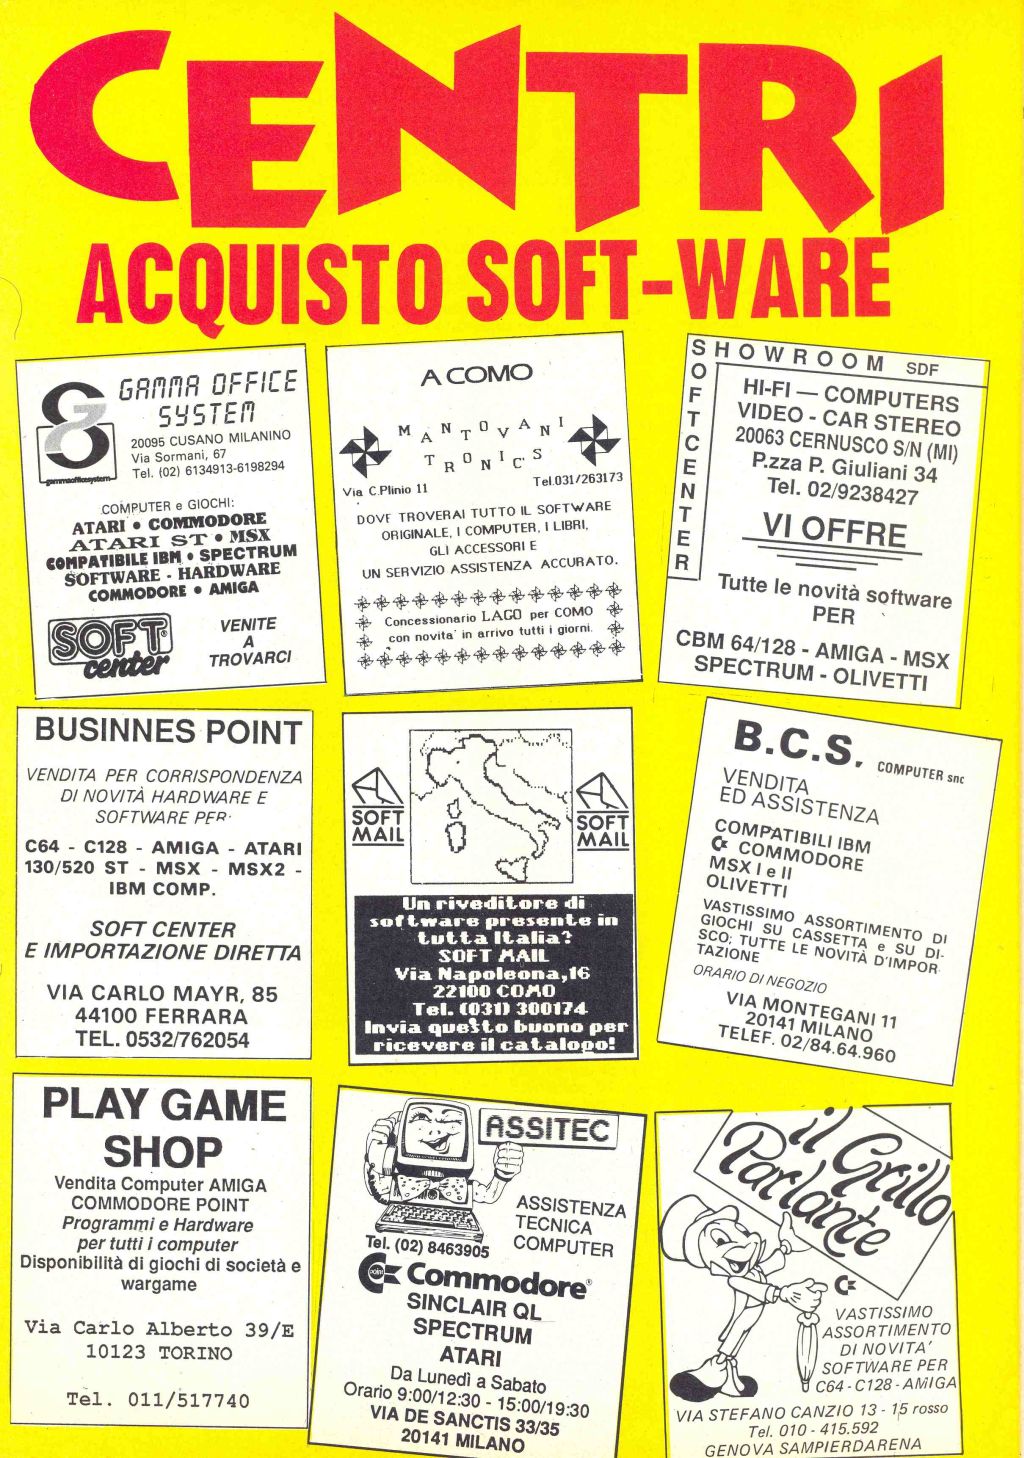 CENTRI
ACQUISTO SOFT-WARE
GAMMA OFFICE
SYSTEM
20095 CUSANO MILANINO
Via Sormani, 67
Tel. (02) 6134913-6198294
gammaofficesystem
COMPUTER e GIOCHI:
ATARI • COMMODORE
ATARI ST • MSX
COMPATIBILE IBM • SPECTRUM
SOFTWARE - HARDWARE
COMMODORE • AMIGA
SOFT
center
VENITE
A
TROVARCI
A COMO
MANTOVANI
TRONIC'S
Via C.Plinio 11
Tel.031/263173
DOVE TROVERAI TUTTO IL SOFTWARE
ORIGINALE, I COMPUTER, I LIBRI,
GLI ACCESSORI E
UN SERVIZIO ASSISTENZA ACCURATO.
Concessionario LAGO per COMO
con novita' in arrivo tutti i giorni.
SHOWROOM SDF
SOFTCENTER
HI-FI — COMPUTERS
VIDEO - CAR STEREO
20063 CERNUSCO S/N (MI)
P.zza P. Giuliani 34
Tel. 02/9238427
VI OFFRE
Tutte le novità software
PER
CBM 64/128 - AMIGA - MSX
SPECTRUM - OLIVETTI
BUSINNES POINT
VENDITA PER CORRISPONDENZA
DI NOVITÀ HARDWARE E
SOFTWARE PER:
C64 - C128 - AMIGA - ATARI
130/520 ST - MSX - MSX2 -
IBM COMP.
SOFT CENTER
E IMPORTAZIONE DIRETTA
VIA CARLO MAYR, 85
44100 FERRARA
TEL. 0532/762054
SOFT
MAIL
SOFT
MAIL
Un riveditore di
software presente in
tutta Italia?
SOFT MAIL
Via Napoleona,16
22100 COMO
Tel. (031) 300174
Invia questo buono per
ricevere il catalogo!
B.C.S. COMPUTER snc
VENDITA
ED ASSISTENZA
COMPATIBILI IBM
COMMODORE
MSX I e II
OLIVETTI
VASTISSIMO ASSORTIMENTO DI
GIOCHI SU CASSETTA e SU DI-
SCO; TUTTE LE NOVITÀ D'IMPOR
TAZIONE
ORARIO DI NEGOZIO
VIA MONTEGANI 11
20141 MILANO
TELEF. 02/84.64.960
PLAY GAME
SHOP
Vendita Computer AMIGA
COMMODORE POINT
Programmi e Hardware
per tutti i computer
Disponibilità di giochi di società e
wargame
Via Carlo Alberto 39/E
10123 TORINO
Tel. 011/517740
ASSITEC
ASSISTENZA
TECNICA
COMPUTER
Tel. (02) 8463905
point
Commodore®
SINCLAIR QL
SPECTRUM
ATARI
Da Lunedì a Sabato
Orario 9:00/12:30 - 15:00/19:30
VIA DE SANCTIS 33/35
20141 MILANO
il Grillo
Parlante
VASTISSIMO
ASSORTIMENTO
DI NOVITA'
SOFTWARE PER
C64 - C128 - AMIGA
VIA STEFANO CANZIO 13 - 15 rosso
Tel. 010 - 415.592
GENOVA SAMPIERDARENA